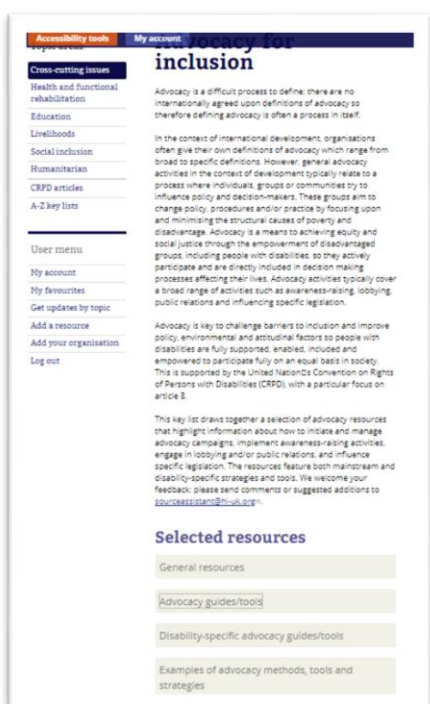 Accessibility tools
My account
Topic areas
Cross-cutting issues
Health and functional
rehabilitation
Education
Livelihoods
Social inclusion
Humanitarian
CRPD articles
A-Z key lists
User menu
My account
My favourites
Get updates by topic
Add a resource
Add your organisation
Log out
Advocacy for
inclusion
Advocacy is a difficult process to define; there are no
internationally agreed upon definitions of advocacy so
therefore defining advocacy is often a process in itself.
In the context of international development, organisations
often give their own definitions of advocacy which range from
broad to specific definitions. However, general advocacy
activities in the context of development typically relate to a
process where individuals, groups or communities try to
influence policy and decision-makers. These groups aim to
change policy, procedures and/or practice by focusing upon
and minimising the structural causes of poverty and
disadvantage. Advocacy is a means to achieving equity and
social justice through the empowerment of disadvantaged
groups, including people with disabilities, so they actively
participate and are directly included in decision making
processes affecting their lives. Advocacy activities typically cover
a broad range of activities such as awareness-raising, lobbying,
public relations and influencing specific legislation.
Advocacy is key to challenge barriers to inclusion and improve
policy, environmental and attitudinal factors so people with
disabilities are fully supported, enabled, included and
empowered to participate fully on an equal basis in society.
This is supported by the United Nation□s Convention on Rights
of Persons with Disabilities (CRPD), with a particular focus on
article 8.
This key list draws together a selection of advocacy resources
that highlight information about how to initiate and manage
advocacy campaigns, implement awareness-raising activities,
engage in lobbying and/or public relations, and influence
specific legislation. The resources feature both mainstream and
disability-specific strategies and tools. We welcome your
feedback: please send comments or suggested additions to
sourceassistant@hi-uk.org.
Selected resources
General resources
Advocacy guides/tools
Disability-specific advocacy guides/tools
Examples of advocacy methods, tools and
strategies